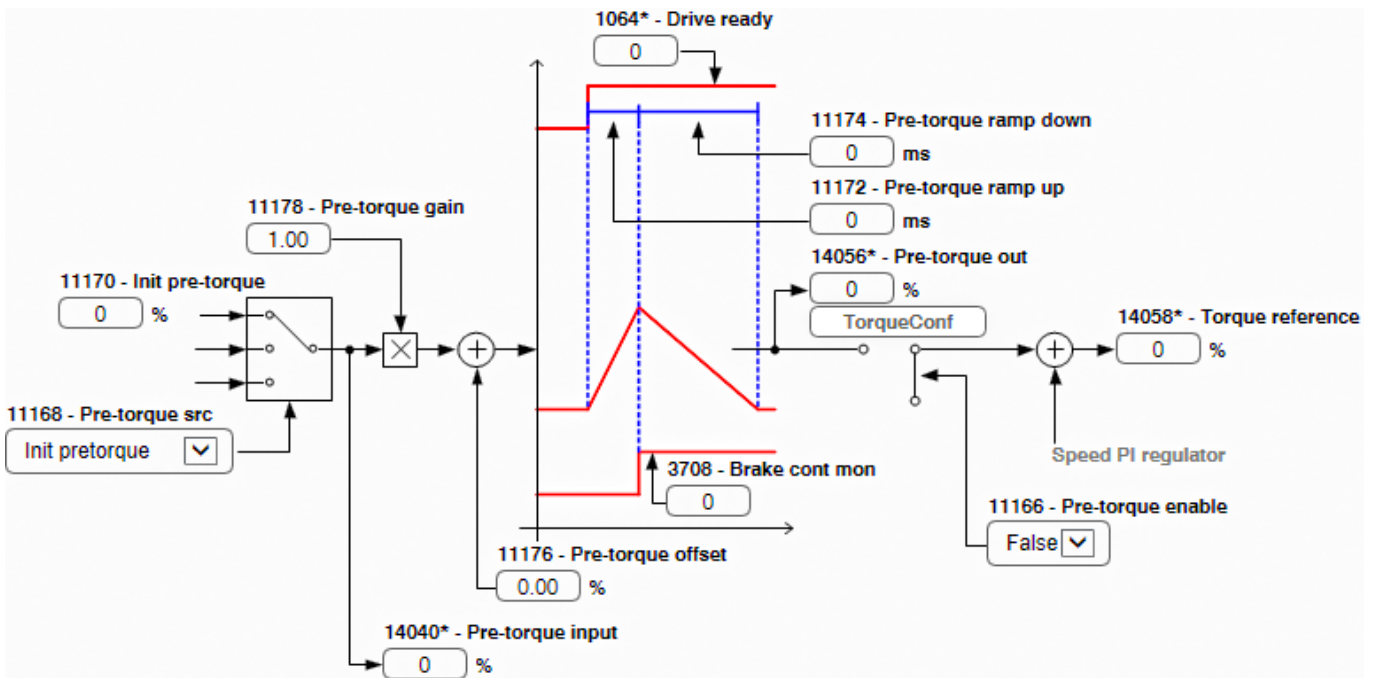 1064* - Drive ready
0
11174 - Pre-torque ramp down
0 ms
11172 - Pre-torque ramp up
0 ms
11178 - Pre-torque gain
1.00
14056* - Pre-torque out
0 %
TorqueConf
11170 - Init pre-torque
0 %
14058* - Torque reference
0 %
11168 - Pre-torque src
Init pretorque
Speed PI regulator
3708 - Brake cont mon
0
11166 - Pre-torque enable
False
11176 - Pre-torque offset
0.00 %
14040* - Pre-torque input
0 %